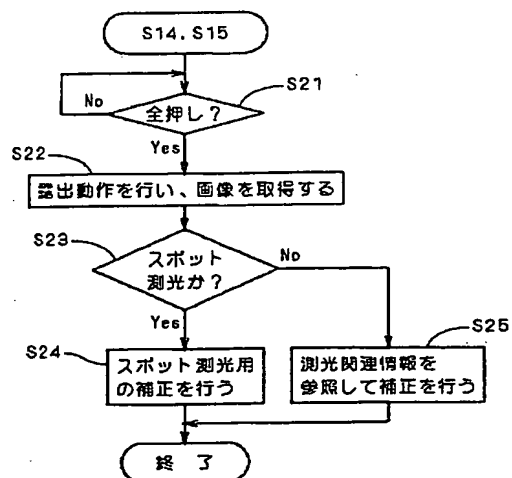 S14, S15
S21
No
全押し？
Yes
S22
露出動作を行い、画像を取得する
S23
スポット
測光か？
No
Yes
S24
スポット測光用
の補正を行う
S25
測光関連情報を
参照して補正を行う
終 了